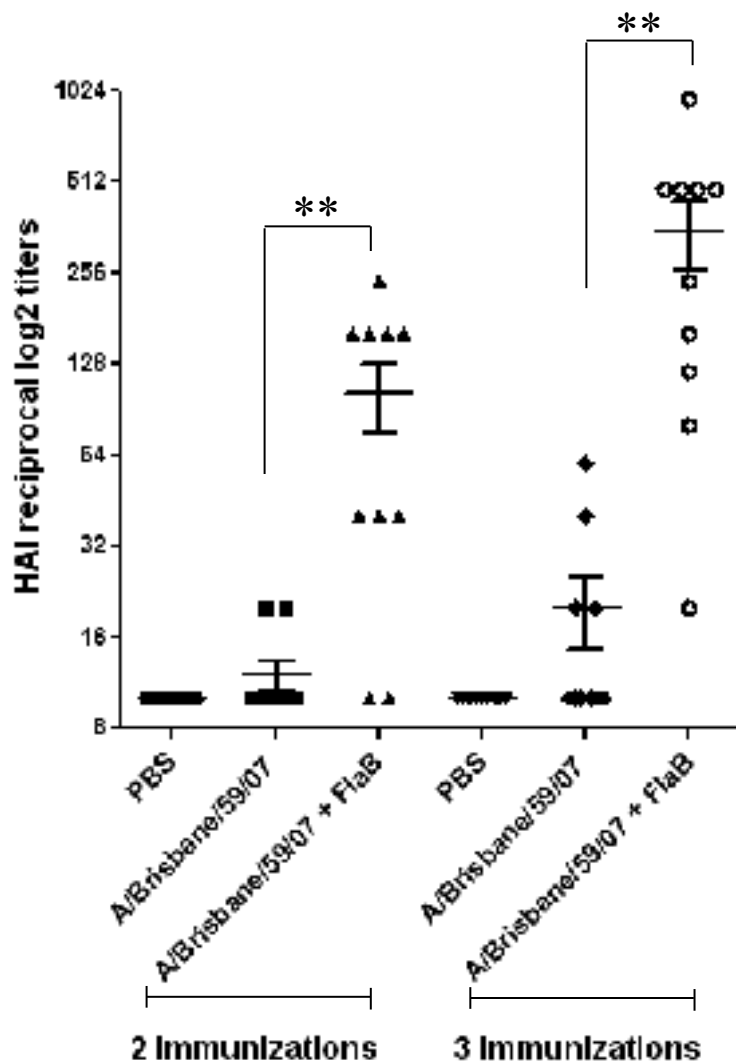 **
1024
512
**
256
128
64
32
16
8
HAI reciprocal log2 titers
PBS
A/Brisbane/59/07
A/Brisbane/59/07 + FlaB
PBS
A/Brisbane/59/07
A/Brisbane/59/07 + FlaB
2 Immunizations
3 Immunizations